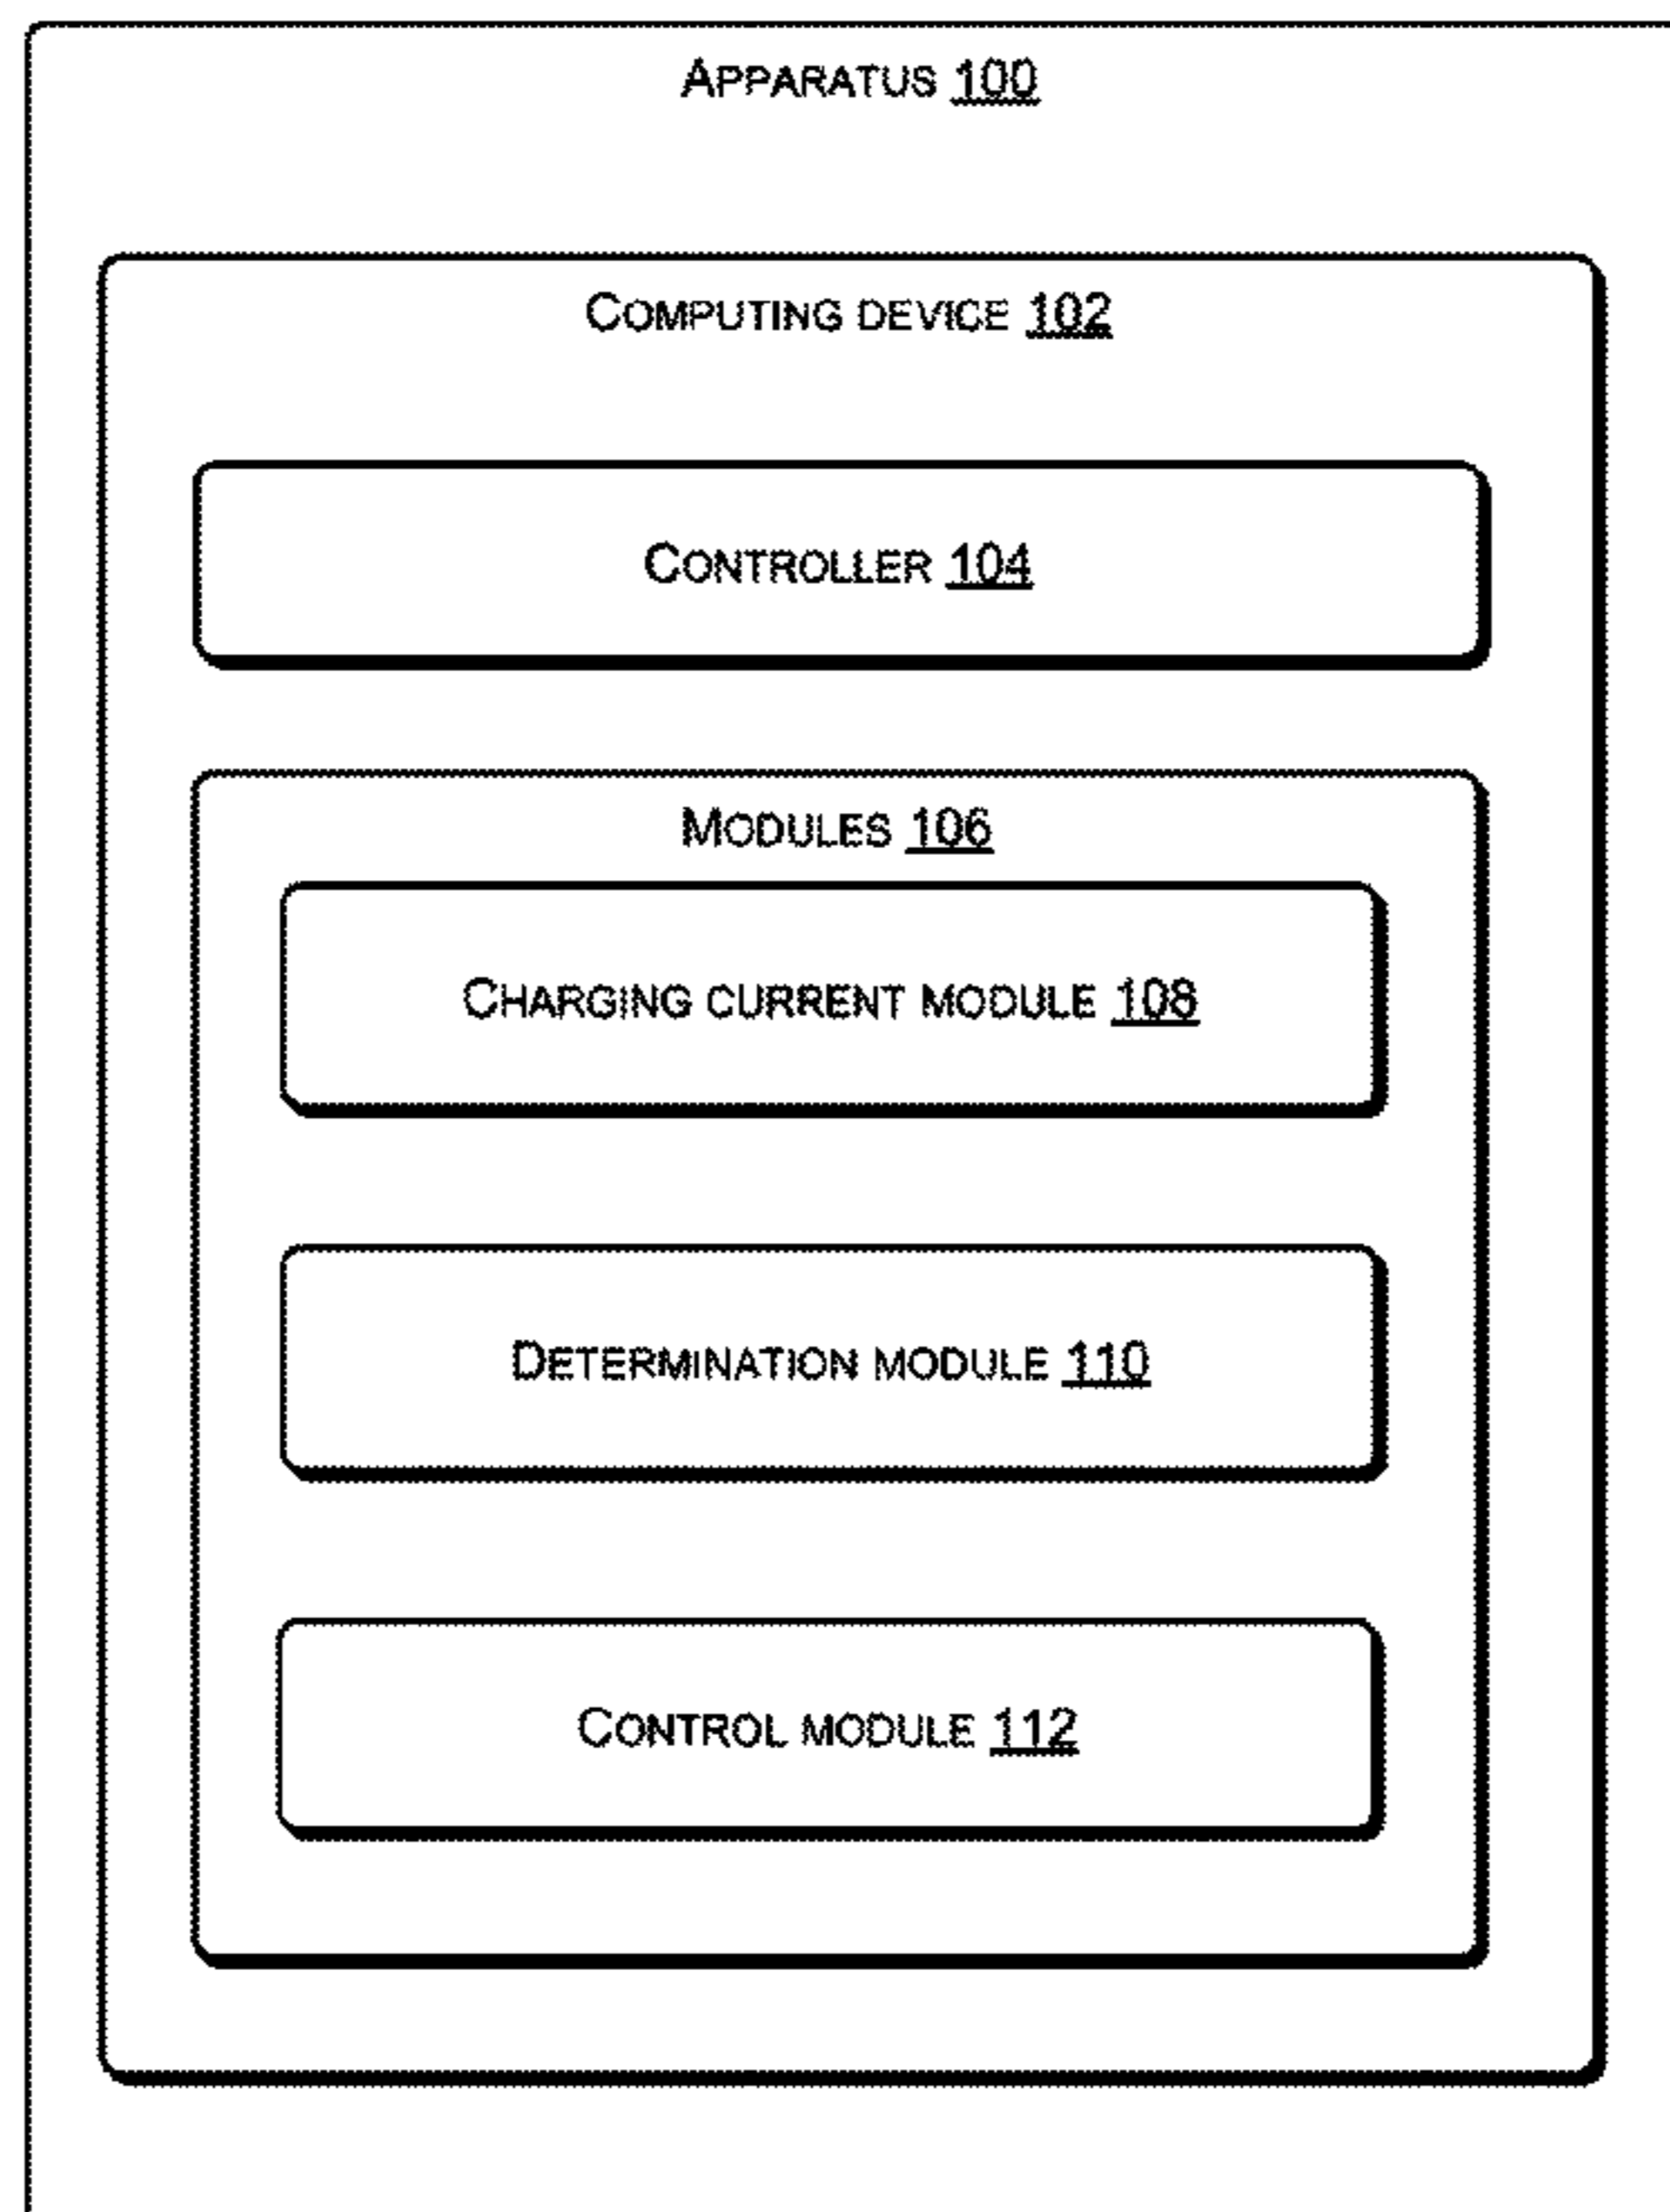 APPARATUS 100
COMPUTING DEVICE 102
CONTROLLER 104
MODULES 106
CHARGING CURRENT MODULE 108
DETERMINATION MODULE 110
CONTROL MODULE 112